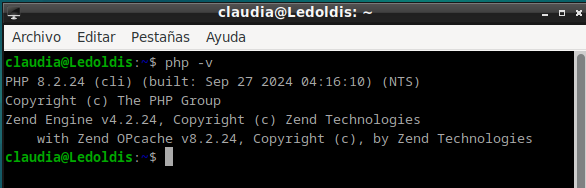 claudia@Ledoldis: ~
Archivo Editar Pestañas Ayuda
claudia@Ledoldis:~$ php -v
PHP 8.2.24 (cli) (built: Sep 27 2024 04:16:10) (NTS)
Copyright (c) The PHP Group
Zend Engine v4.2.24, Copyright (c) Zend Technologies
    with Zend OPcache v8.2.24, Copyright (c), by Zend Technologies
claudia@Ledoldis:~$